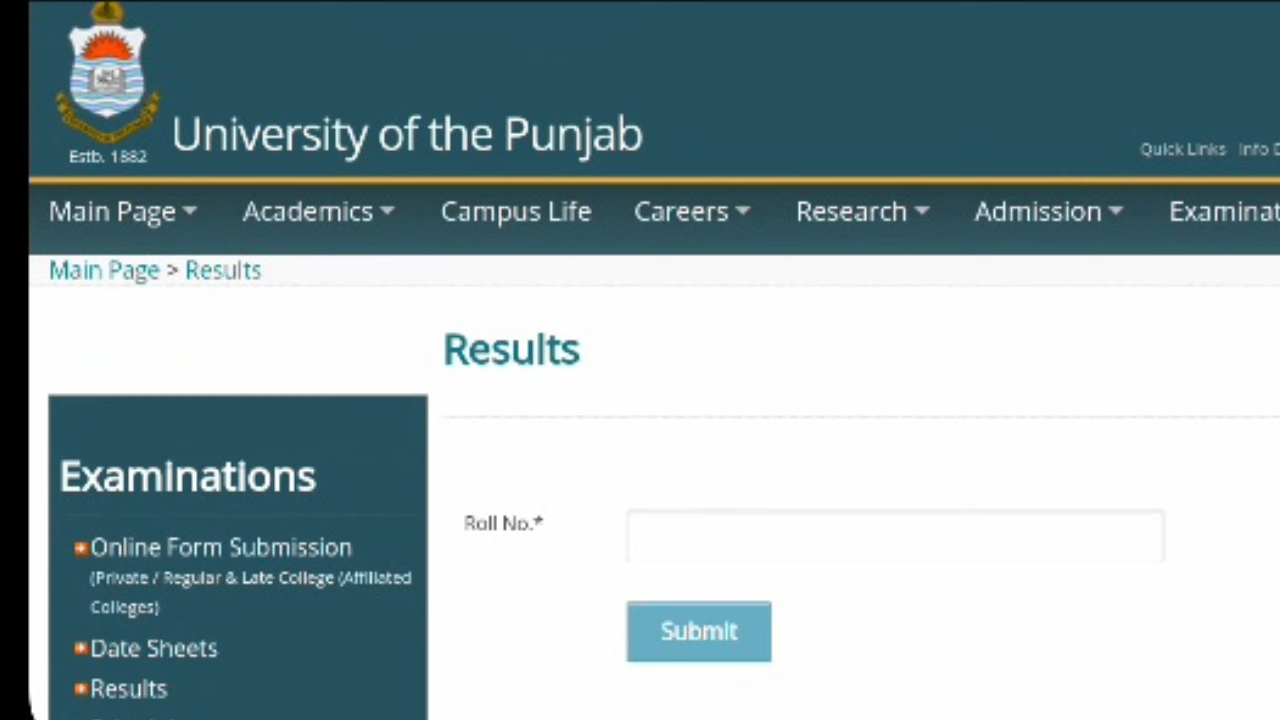 Estb. 1882
University of the Punjab
Quick Links Info
Main Page Academics Campus Life Careers Research Admission
Main Page > Results
Results
Examinations
Roll No.*
Online Form Submission
(Private / Regular & Late College (Affiliated
Colleges)
Submit
Date Sheets
Results